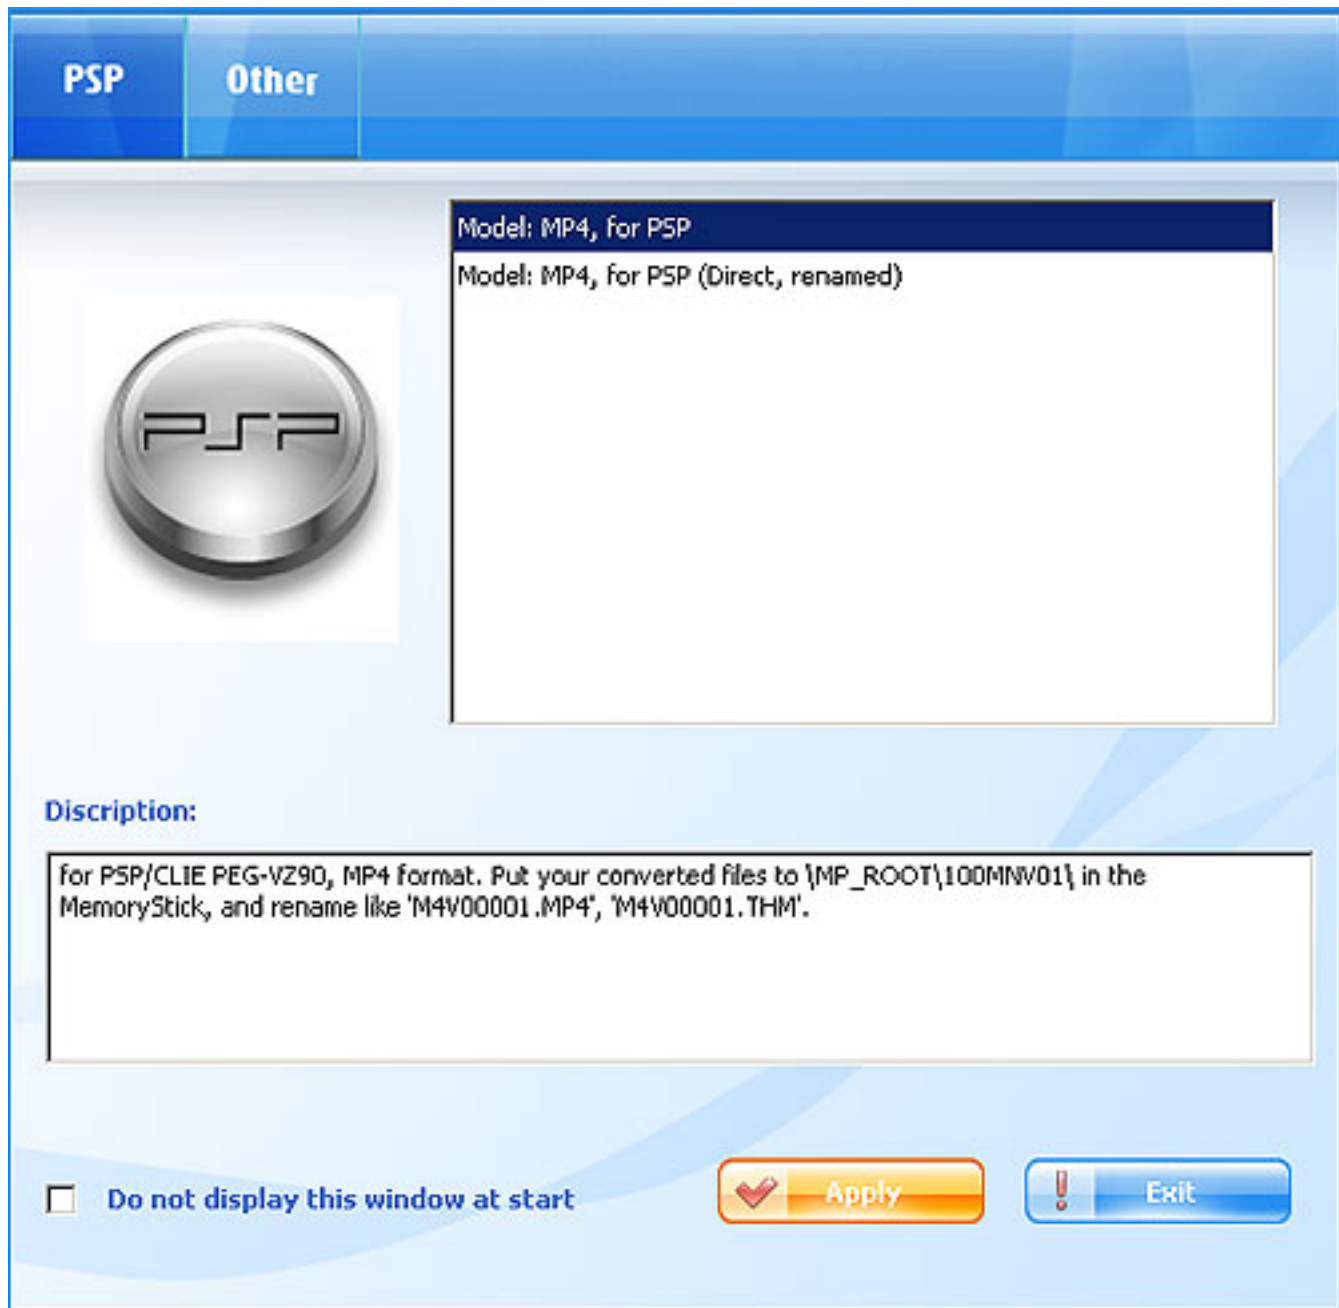 PSP Other
Model: MP4, for PSP
Model: MP4, for PSP (Direct, renamed)
PSP
Discription:
for PSP/CLIE PEG-VZ90, MP4 format. Put your converted files to \MP_ROOT\100MNV01\ in the
MemoryStick, and rename like 'M4V00001.MP4', 'M4V00001.THM'.
Do not display this window at start
Apply
Exit